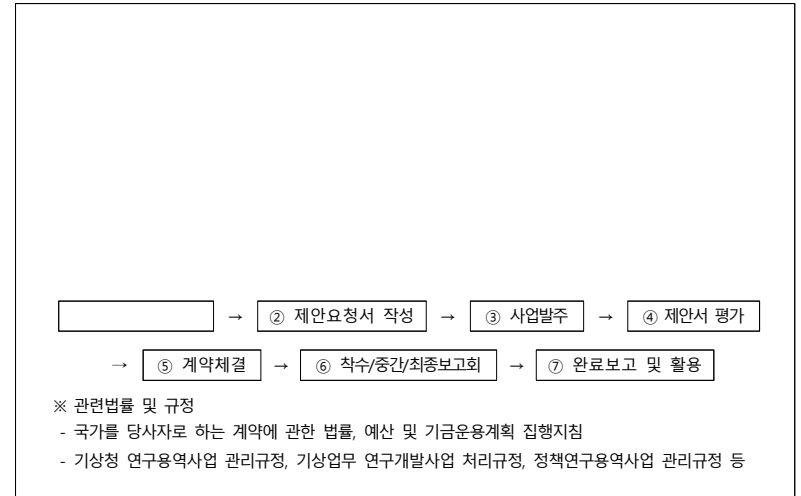 → ② 제안요청서 작성 → ③ 사업발주 → ④ 제안서 평가
→ ⑤ 계약체결 → ⑥ 착수/중간/최종보고회 → ⑦ 완료보고 및 활용
※ 관련법률 및 규정
- 국가를 당사자로 하는 계약에 관한 법률, 예산 및 기금운용계획 집행지침
- 기상청 연구용역사업 관리규정, 기상업무 연구개발사업 처리규정, 정책연구용역사업 관리규정 등